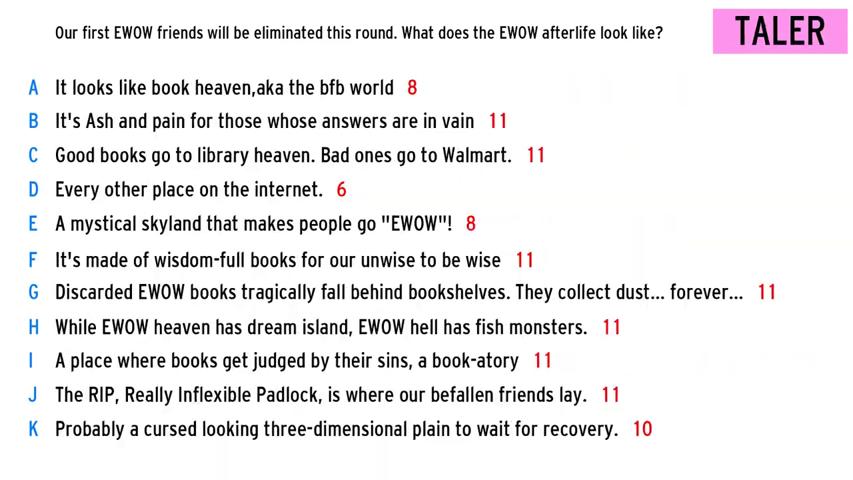 Our first EWOW friends will be eliminated this round. What does the EWOW afterlife look like?
TALER
A It looks like book heaven,aka the bfb world 8
B It's Ash and pain for those whose answers are in vain 11
C Good books go to library heaven. Bad ones go to Walmart. 11
D Every other place on the internet. 6
E A mystical skyland that makes people go "EWOW"! 8
F It's made of wisdom-full books for our unwise to be wise 11
G Discarded EWOW books tragically fall behind bookshelves. They collect dust... forever... 11
H While EWOW heaven has dream island, EWOW hell has fish monsters. 11
I A place where books get judged by their sins, a book-atory 11
J The RIP, Really Inflexible Padlock, is where our befallen friends lay. 11
K Probably a cursed looking three-dimensional plain to wait for recovery. 10